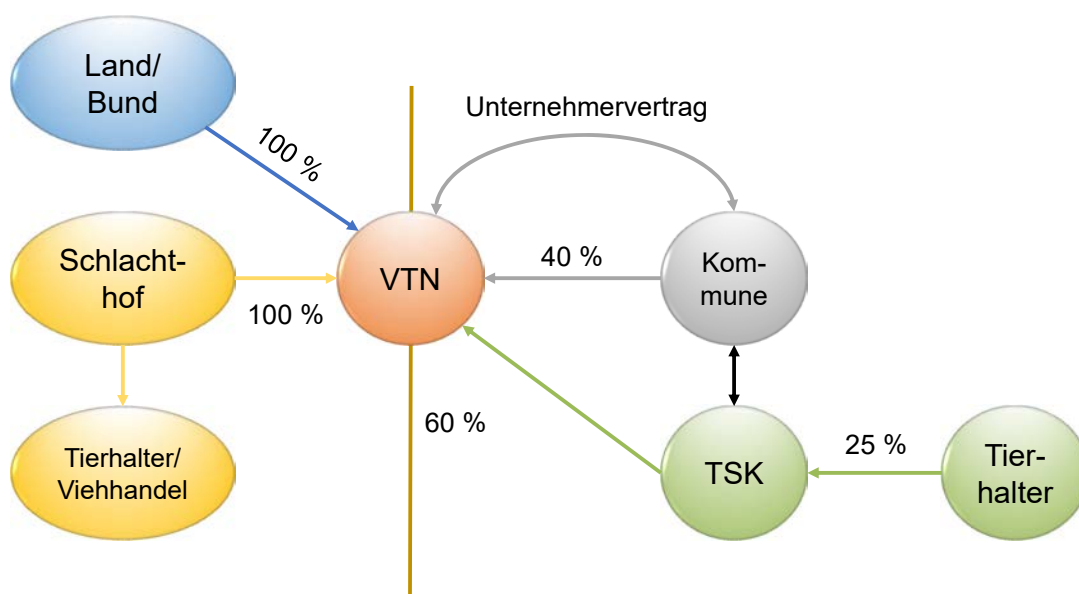 Land/
Bund
Unternehmervertrag
100 %
Schlacht-
hof
VTN
40 %
Kom-
mune
100 %
60 %
Tierhalter/
Viehhandel
TSK
25 %
Tier-
halter